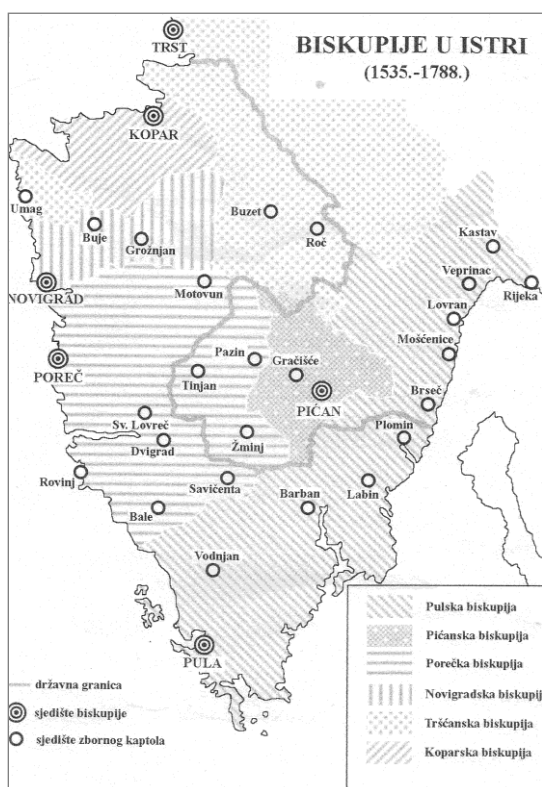 BISKUPIJE U ISTRI
(1535.-1788.)
TRST
KOPAR
Umag
Buje
Grožnjan
Buzet
Roč
Kastav
Veprinac
Rijeka
NOVIGRAD
Motovun
Lovran
Mošćenice
POREČ
Pazin
Gračišće
Tinjan
PIĆAN
Brseč
Sv. Lovreč
Dvigrad
Žminj
Plomin
Rovinj
Savičenta
Barban
Labin
Bale
Vodnjan
PULA
Pulska biskupija
Pićanska biskupija
Porečka biskupija
Novigradska biskupij
Tršćanska biskupija
Koparska biskupija
državna granica
sjedište biskupije
sjedište zbornog kaptola